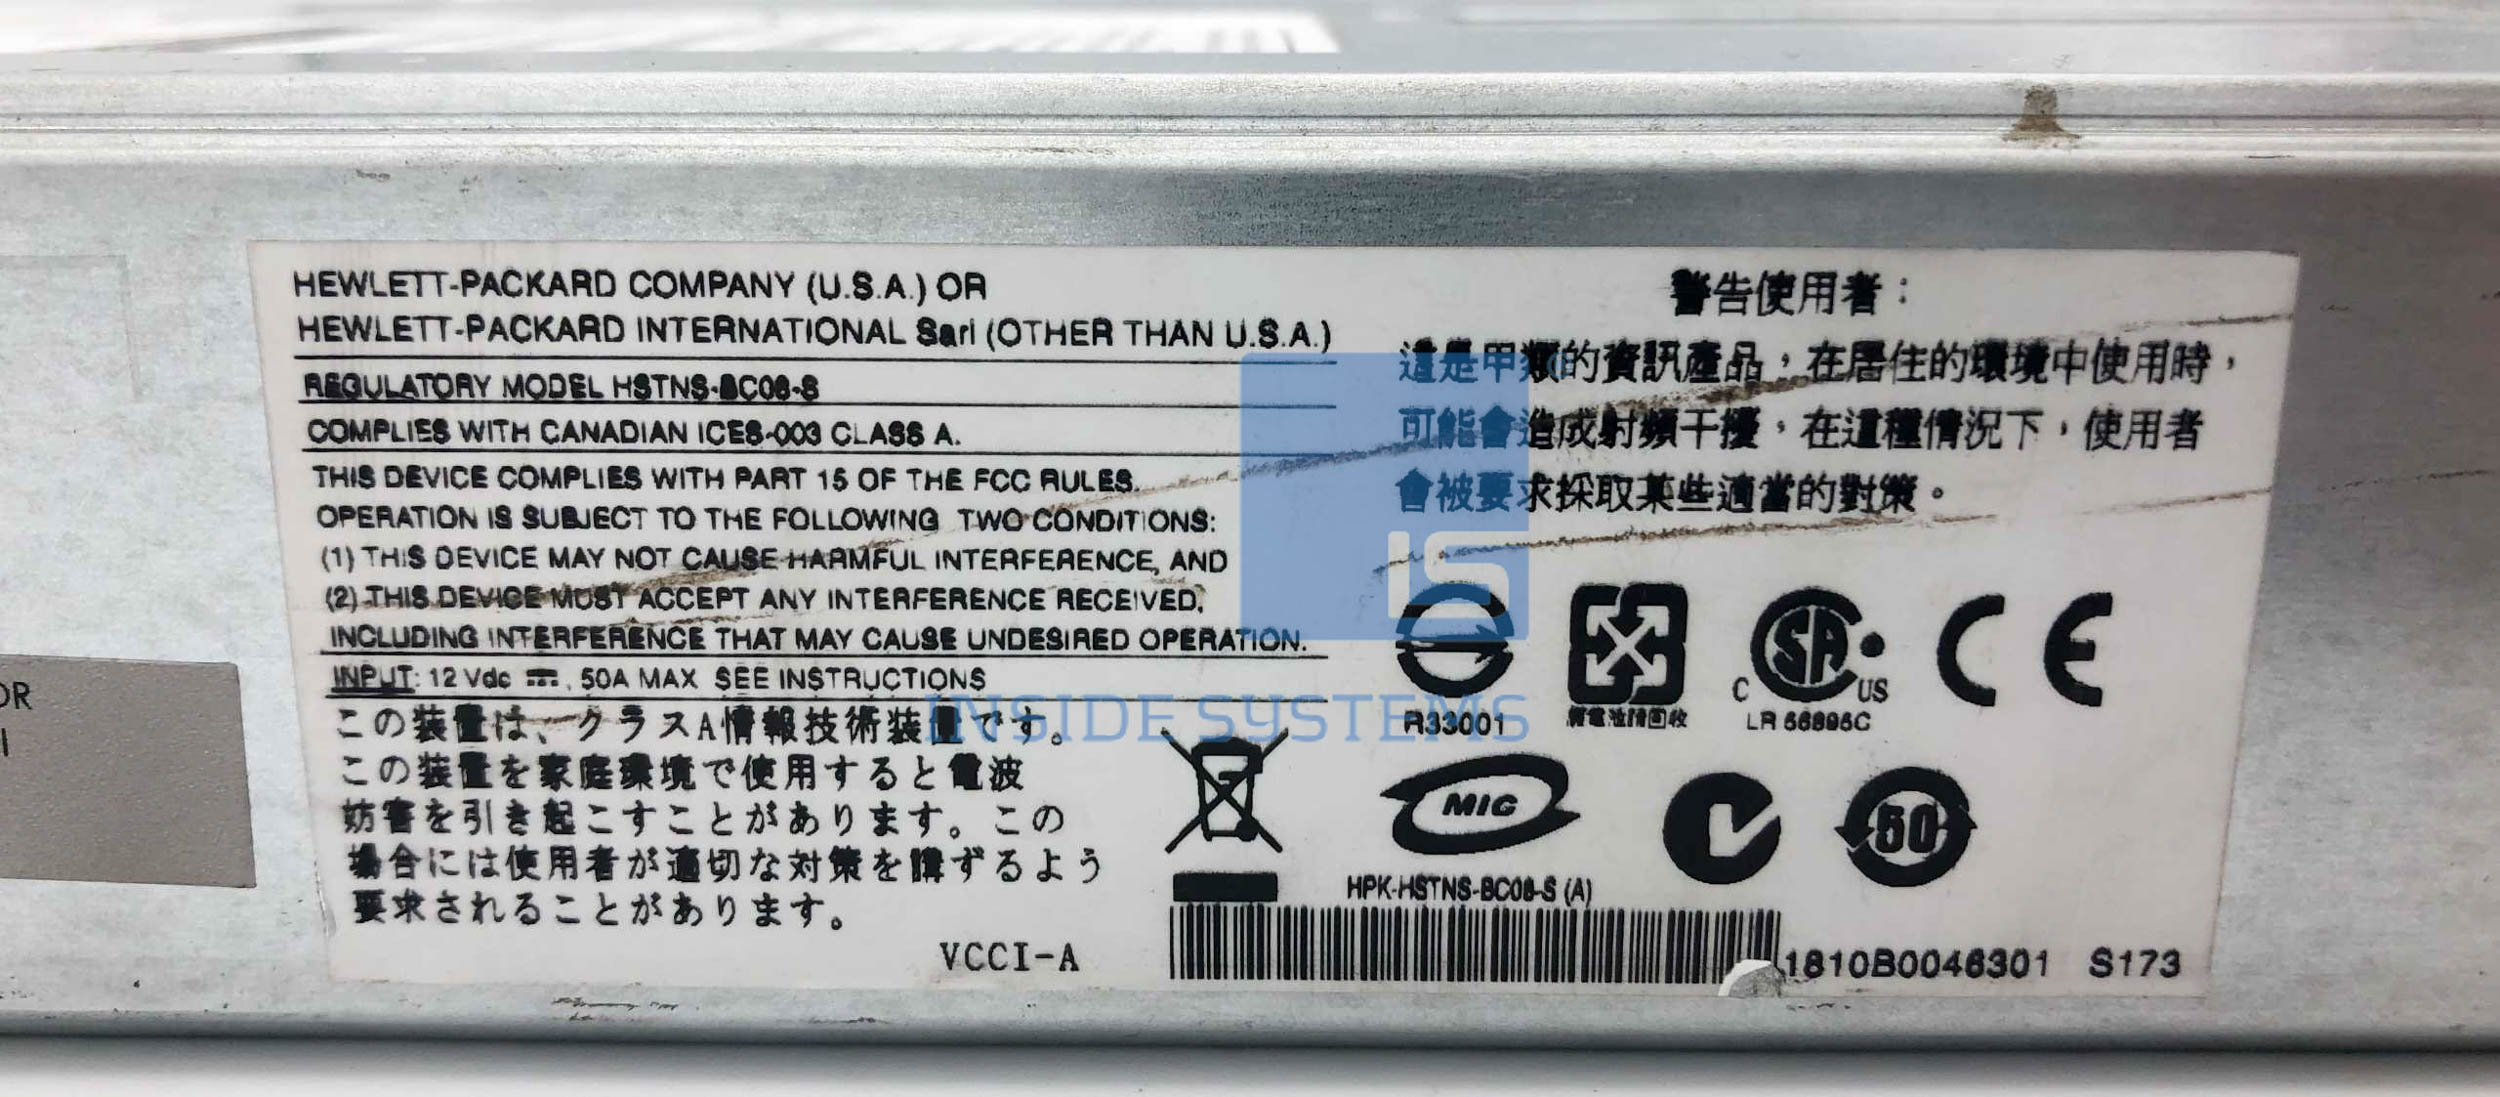 HEWLETT-PACKARD COMPANY (U.S.A.) OR
HEWLETT-PACKARD INTERNATIONAL Sarl (OTHER THAN U.S.A.)
REGULATORY MODEL HSTNS-BC08-S
COMPLIES WITH CANADIAN ICES-003 CLASS A.
THIS DEVICE COMPLIES WITH PART 15 OF THE FCC RULES.
OPERATION IS SUBJECT TO THE FOLLOWING TWO CONDITIONS:
(1) THIS DEVICE MAY NOT CAUSE HARMFUL INTERFERENCE, AND
(2) THIS DEVICE MUST ACCEPT ANY INTERFERENCE RECEIVED,
INCLUDING INTERFERENCE THAT MAY CAUSE UNDESIRED OPERATION.
INPUT: 12 Vdc ⎓, 50A MAX SEE INSTRUCTIONS
この装置は、クラスA情報技術装置です。
この装置を家庭環境で使用すると電波
妨害を引き起こすことがあります。この
場合には使用者が適切な対策を講ずるよう
要求されることがあります。
VCCI-A
警告使用者：
這是甲類的資訊產品，在居住的環境中使用時，
可能會造成射頻干擾，在這種情況下，使用者
會被要求採取某些適當的對策。
R33001
廢電池請回收
C SA US
LR 56895C
CE
MIC
50
HPK-HSTNS-BC08-S (A)
1810B0046301 S173
OR
I
IS
INSIDE SYSTEMS